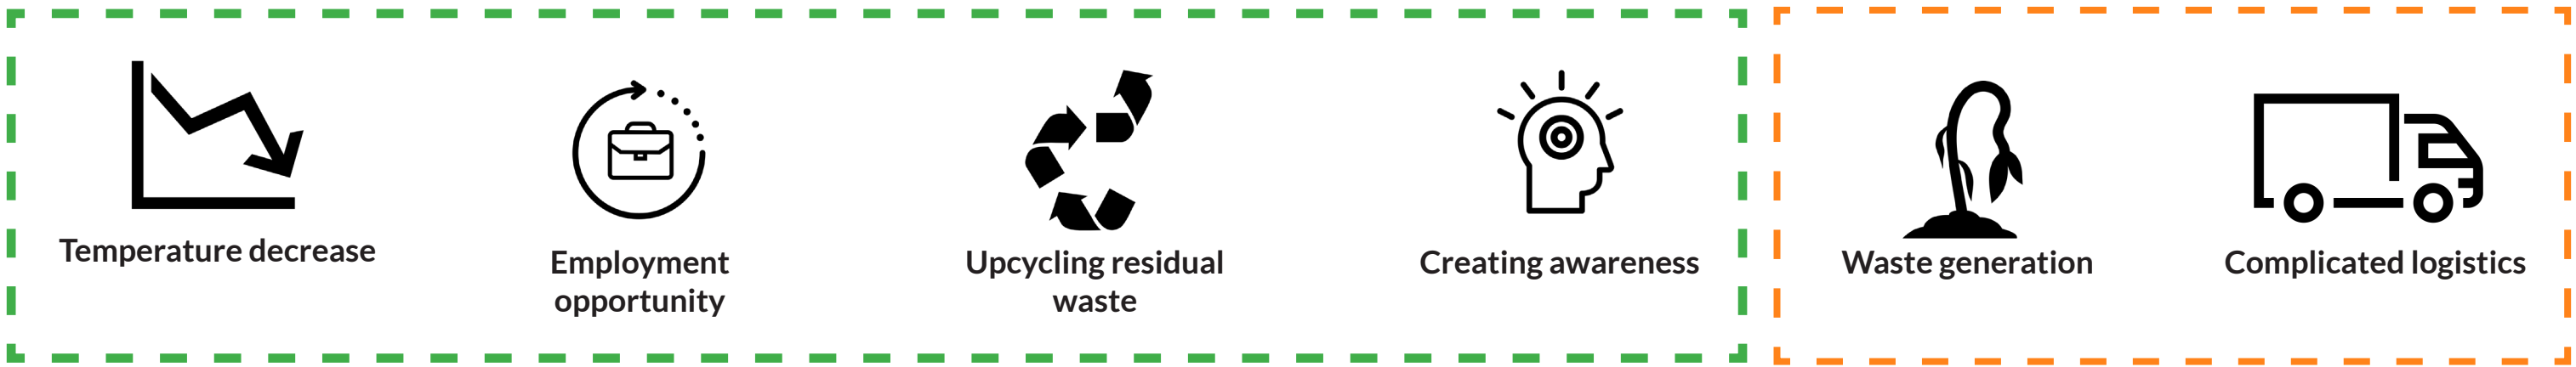 Temperature decrease
Employment
opportunity
Upcycling residual
waste
Creating awareness
Waste generation
Complicated logistics